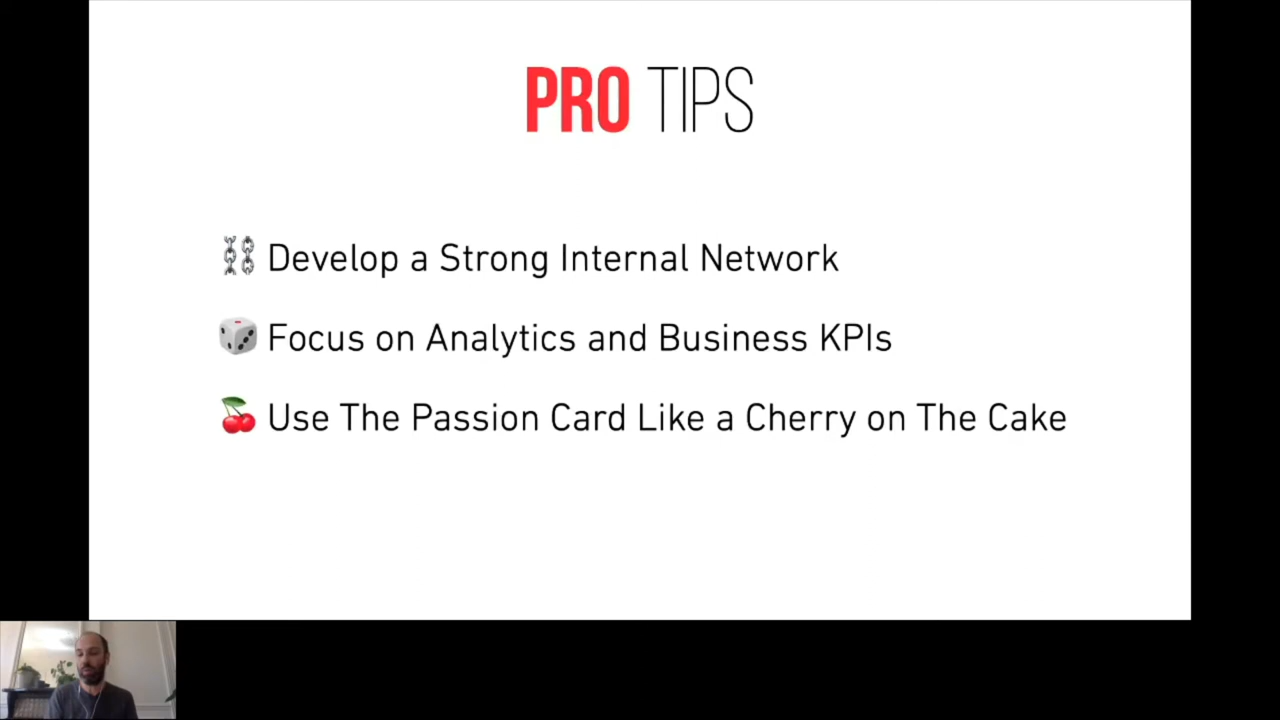 PRO TIPS
Develop a Strong Internal Network
Focus on Analytics and Business KPIs
Use The Passion Card Like a Cherry on The Cake